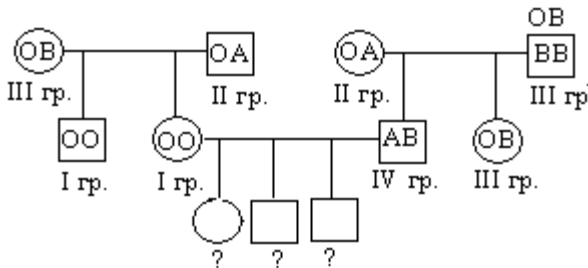 OB
OB OA OA BB
III гр. II гр. II гр. III гр
OO OO AB OB
I гр. I гр. IV гр. III гр.
? ? ?